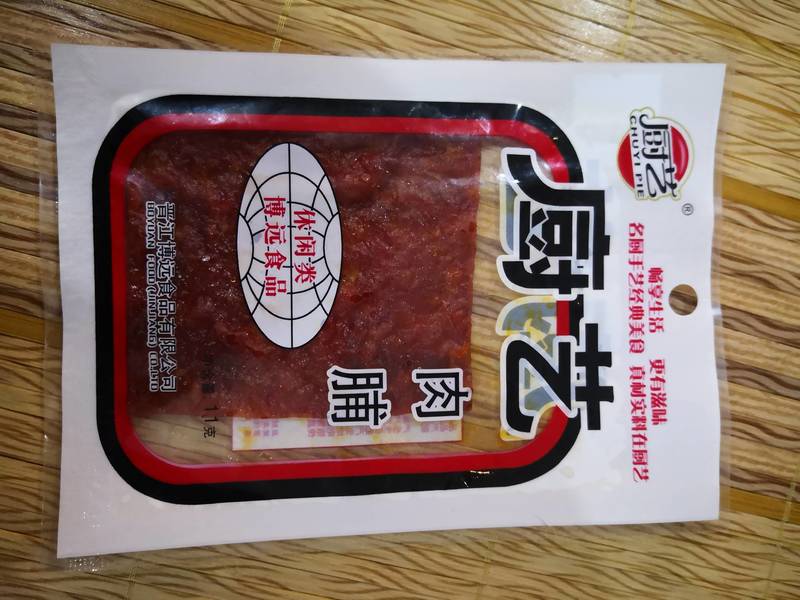 厨艺
CHUYI PIE
®
畅享生活 更有滋味
名厨手艺经典美食 真材实料在厨艺
厨艺
肉脯
休闲类
博远食品
11克
晋江博远食品有限公司
BOYUAN FOOD(JINJIANG) CO.,LTD